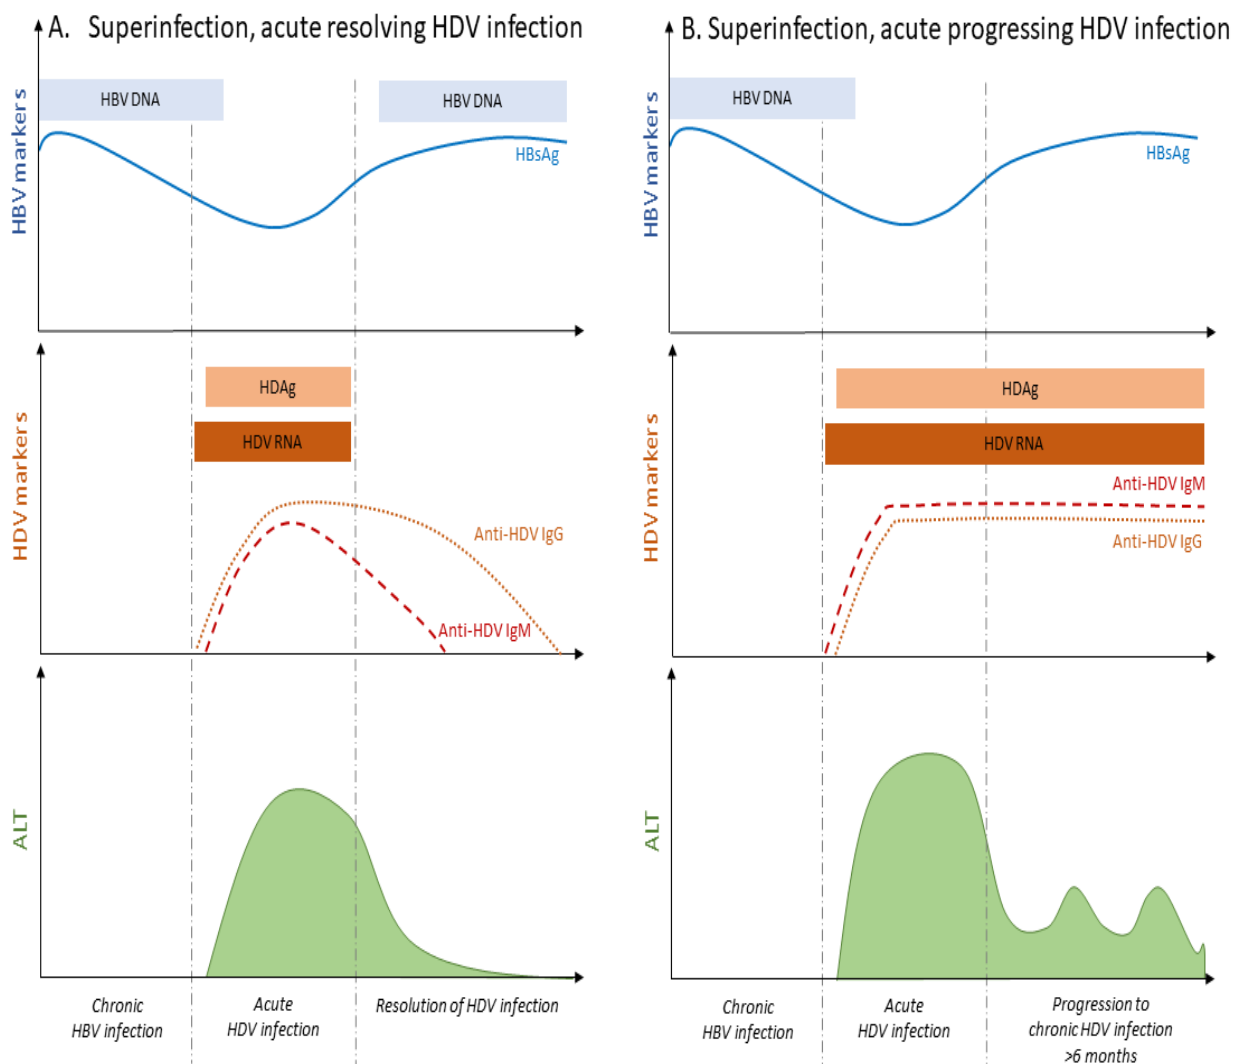 A. Superinfection, acute resolving HDV infection
HBV markers
HBV DNA
HBV DNA
HBsAg
HDV markers
HDAg
HDV RNA
Anti-HDV IgG
Anti-HDV IgM
ALT
Chronic
HBV infection
Acute
HDV infection
Resolution of HDV infection
B. Superinfection, acute progressing HDV infection
HBV markers
HBV DNA
HBsAg
HDV markers
HDAg
HDV RNA
Anti-HDV IgM
Anti-HDV IgG
ALT
Chronic
HBV infection
Acute
HDV infection
Progression to
chronic HDV infection
>6 months